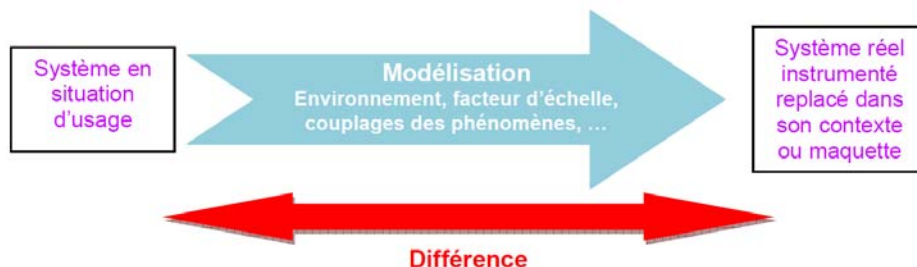 Système en
situation
d'usage
Modélisation
Environnement, facteur d'échelle,
couplages des phénomènes, ...
Système réel
instrumenté
replacé dans
son contexte
ou maquette
Différence